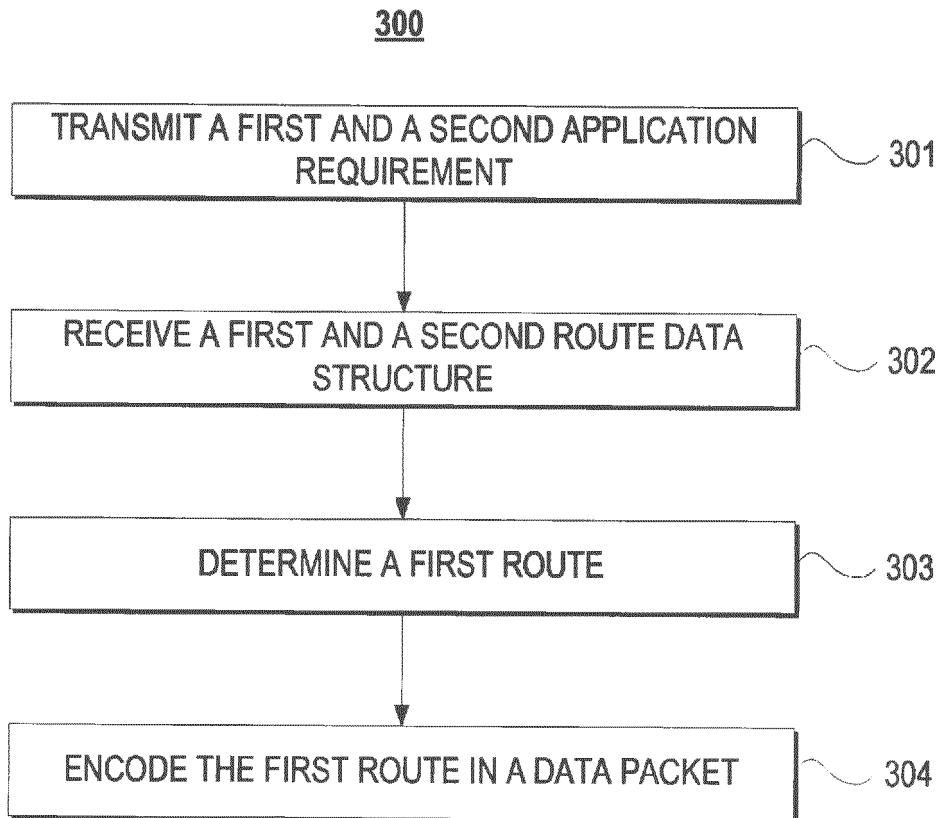 300
TRANSMIT A FIRST AND A SECOND APPLICATION
REQUIREMENT
301
RECEIVE A FIRST AND A SECOND ROUTE DATA
STRUCTURE
302
DETERMINE A FIRST ROUTE
303
ENCODE THE FIRST ROUTE IN A DATA PACKET
304